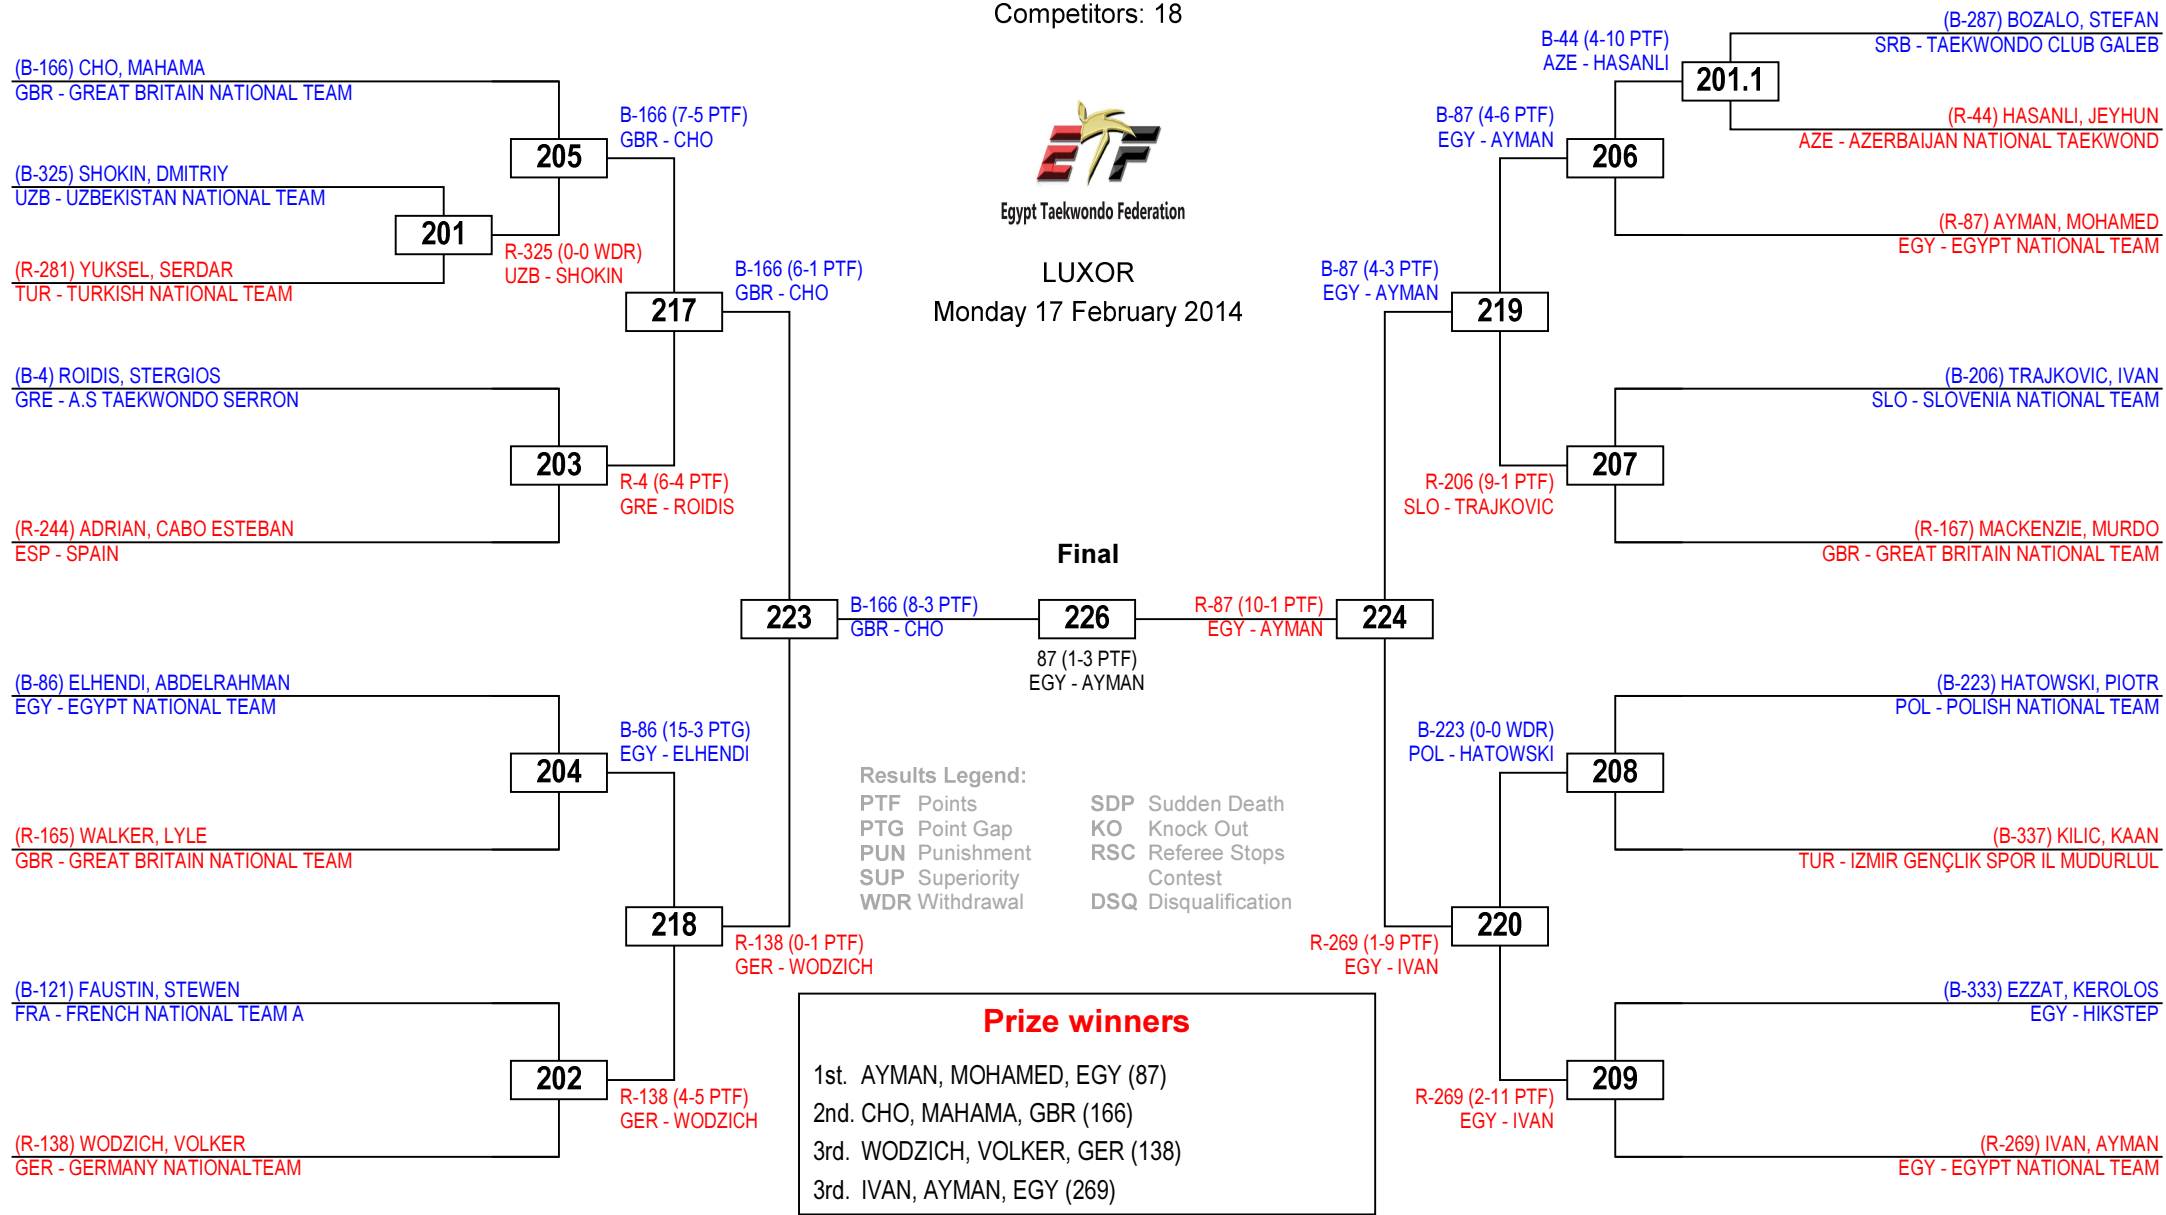 Competitors: 18
(B-166) CHO, MAHAMA
GBR - GREAT BRITAIN NATIONAL TEAM
205
B-166 (7-5 PTF)
GBR - CHO
(B-325) SHOKIN, DMITRIY
UZB - UZBEKISTAN NATIONAL TEAM
201
R-325 (0-0 WDR)
UZB - SHOKIN
(R-281) YUKSEL, SERDAR
TUR - TURKISH NATIONAL TEAM
217
B-166 (6-1 PTF)
GBR - CHO
(B-4) ROIDIS, STERGIOS
GRE - A.S TAEKWONDO SERRON
203
R-4 (6-4 PTF)
GRE - ROIDIS
(R-244) ADRIAN, CABO ESTEBAN
ESP - SPAIN
223
B-166 (8-3 PTF)
GBR - CHO
(B-86) ELHENDI, ABDELRAHMAN
EGY - EGYPT NATIONAL TEAM
204
B-86 (15-3 PTG)
EGY - ELHENDI
(R-165) WALKER, LYLE
GBR - GREAT BRITAIN NATIONAL TEAM
218
R-138 (0-1 PTF)
GER - WODZICH
(B-121) FAUSTIN, STEWEN
FRA - FRENCH NATIONAL TEAM A
202
R-138 (4-5 PTF)
GER - WODZICH
(R-138) WODZICH, VOLKER
GER - GERMANY NATIONALTEAM
ETF
Egypt Taekwondo Federation
LUXOR
Monday 17 February 2014
Final
226
87 (1-3 PTF)
EGY - AYMAN
Results Legend:
PTF Points
PTG Point Gap
PUN Punishment
SUP Superiority
WDR Withdrawal
SDP Sudden Death
KO Knock Out
RSC Referee Stops
Contest
DSQ Disqualification
Prize winners
1st. AYMAN, MOHAMED, EGY (87)
2nd. CHO, MAHAMA, GBR (166)
3rd. WODZICH, VOLKER, GER (138)
3rd. IVAN, AYMAN, EGY (269)
(B-287) BOZALO, STEFAN
SRB - TAEKWONDO CLUB GALEB
B-44 (4-10 PTF)
AZE - HASANLI
201.1
(R-44) HASANLI, JEYHUN
AZE - AZERBAIJAN NATIONAL TAEKWOND
B-87 (4-6 PTF)
EGY - AYMAN
206
(R-87) AYMAN, MOHAMED
EGY - EGYPT NATIONAL TEAM
B-87 (4-3 PTF)
EGY - AYMAN
219
(B-206) TRAJKOVIC, IVAN
SLO - SLOVENIA NATIONAL TEAM
207
R-206 (9-1 PTF)
SLO - TRAJKOVIC
(R-167) MACKENZIE, MURDO
GBR - GREAT BRITAIN NATIONAL TEAM
R-87 (10-1 PTF)
EGY - AYMAN
224
(B-223) HATOWSKI, PIOTR
POL - POLISH NATIONAL TEAM
B-223 (0-0 WDR)
POL - HATOWSKI
208
(B-337) KILIC, KAAN
TUR - IZMIR GENÇLIK SPOR IL MÜDÜRLÜL
220
R-269 (1-9 PTF)
EGY - IVAN
(B-333) EZZAT, KEROLOS
EGY - HIKSTEP
209
R-269 (2-11 PTF)
EGY - IVAN
(R-269) IVAN, AYMAN
EGY - EGYPT NATIONAL TEAM